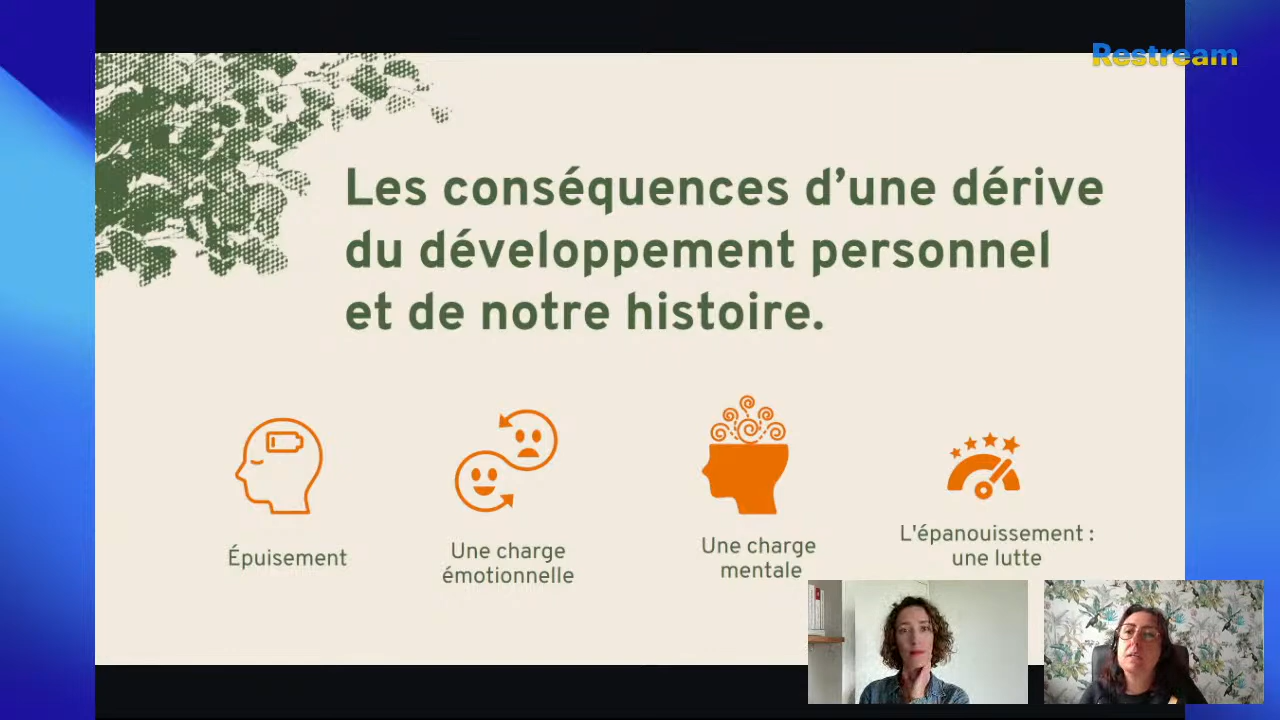 Restream
Les conséquences d’une dérive
du développement personnel
et de notre histoire.
Épuisement
Une charge
émotionnelle
Une charge
mentale
L'épanouissement :
une lutte